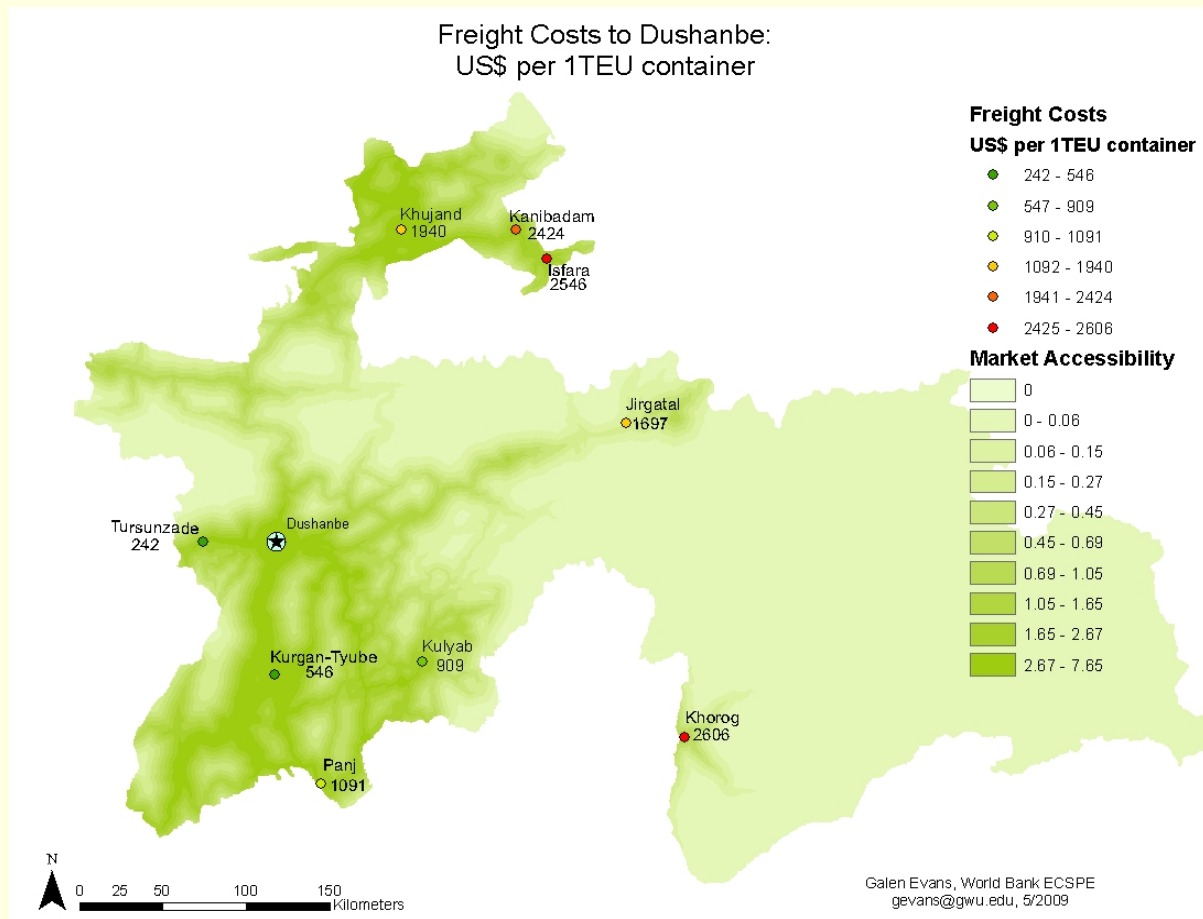 Freight Costs to Dushanbe:
US$ per 1TEU container
Freight Costs
US$ per 1TEU container
242 - 546
547 - 909
910 - 1091
1092 - 1940
1941 - 2424
2425 - 2606
Market Accessibility
0
0 - 0.06
0.06 - 0.15
0.15 - 0.27
0.27 - 0.45
0.45 - 0.69
0.69 - 1.05
1.05 - 1.65
1.65 - 2.67
2.67 - 7.65
Khujand
1940
Kanibadam
2424
Isfara
2546
Jirgatal
1697
Tursunzade
242
Dushanbe
Kurgan-Tyube
546
Kulyab
909
Khorog
2606
Panj
1091
N
0 25 50 100 150
Kilometers
Galen Evans, World Bank ECSPE
gevans@gwu.edu, 5/2009